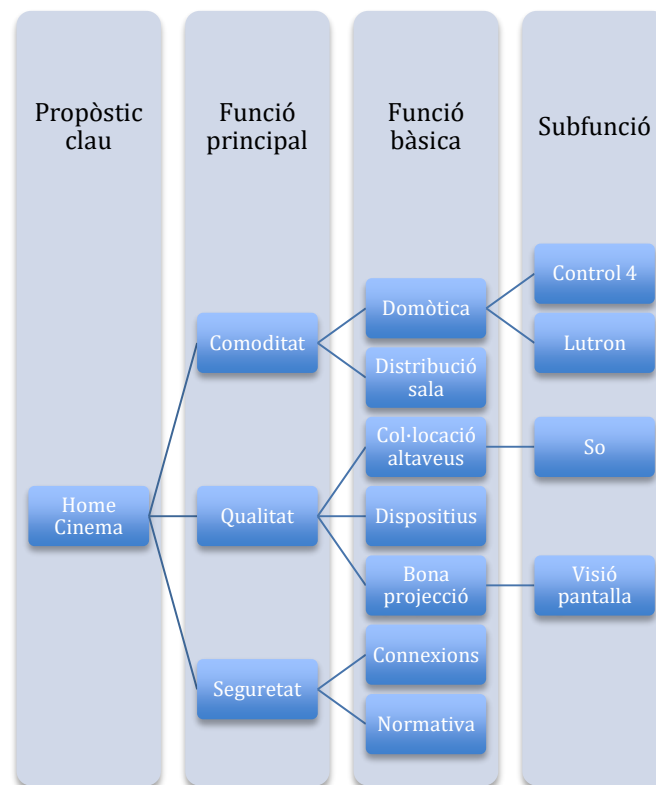 Propòstic
clau
Funció
principal
Funció
bàsica
Subfunció
Home
Cinema
Comoditat
Qualitat
Seguretat
Domòtica
Distribució
sala
Col·locació
altaveus
Dispositius
Bona
projecció
Connexions
Normativa
Control 4
Lutron
So
Visió
pantalla